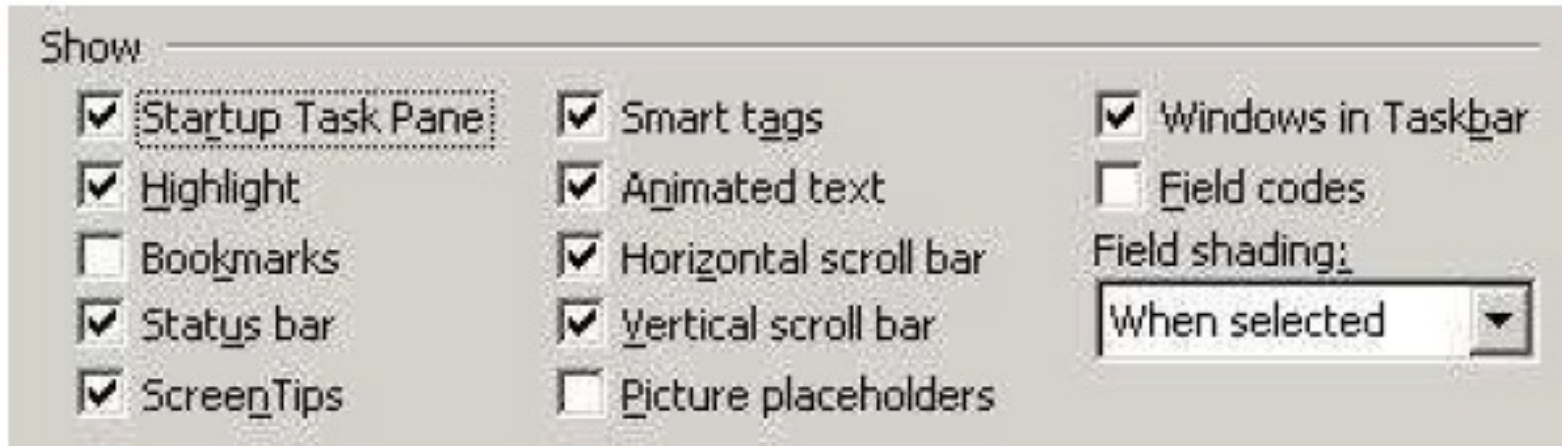 Show
Startup Task Pane
Highlight
Bookmarks
Status bar
ScreenTips
Smart tags
Animated text
Horizontal scroll bar
Vertical scroll bar
Picture placeholders
Windows in Taskbar
Field codes
Field shading:
When selected